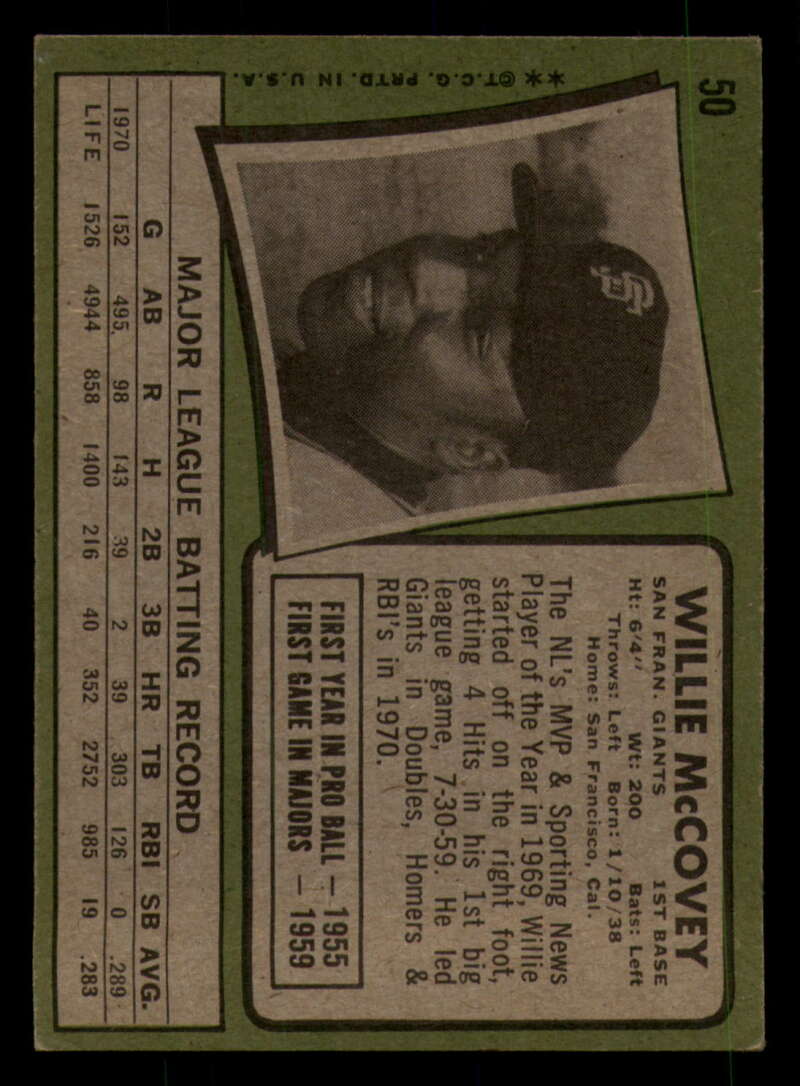 50
**©T.C.G. PRTD. IN U.S.A.
SF
WILLIE McCOVEY
SAN FRAN. GIANTS 1ST BASE
Ht: 6'4" Wt: 200 Bats: Left
Throws: Left Born: 1/10/38
Home: San Francisco, Cal.
The NL's MVP & Sporting News
Player of the Year in 1969, Willie
started off on the right foot,
getting 4 Hits in his 1st big
league game, 7-30-59. He led
Giants in Doubles, Homers &
RBI's in 1970.
FIRST YEAR IN PRO BALL — 1955
FIRST GAME IN MAJORS — 1959
MAJOR LEAGUE BATTING RECORD
G AB R H 2B 3B HR TB RBI SB AVG.
1970 152 495. 98 143 39 2 39 303 126 0 .289
LIFE 1526 4944 858 1400 216 40 352 2752 985 19 .283